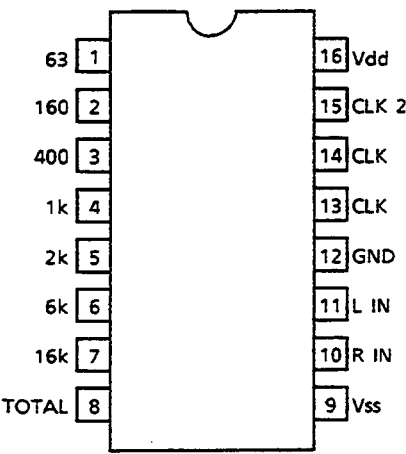 63 1 16 Vdd
160 2 15 CLK 2
400 3 14 CLK
1k 4 13 CLK
2k 5 12 GND
6k 6 11 L IN
16k 7 10 R IN
TOTAL 8 9 Vss